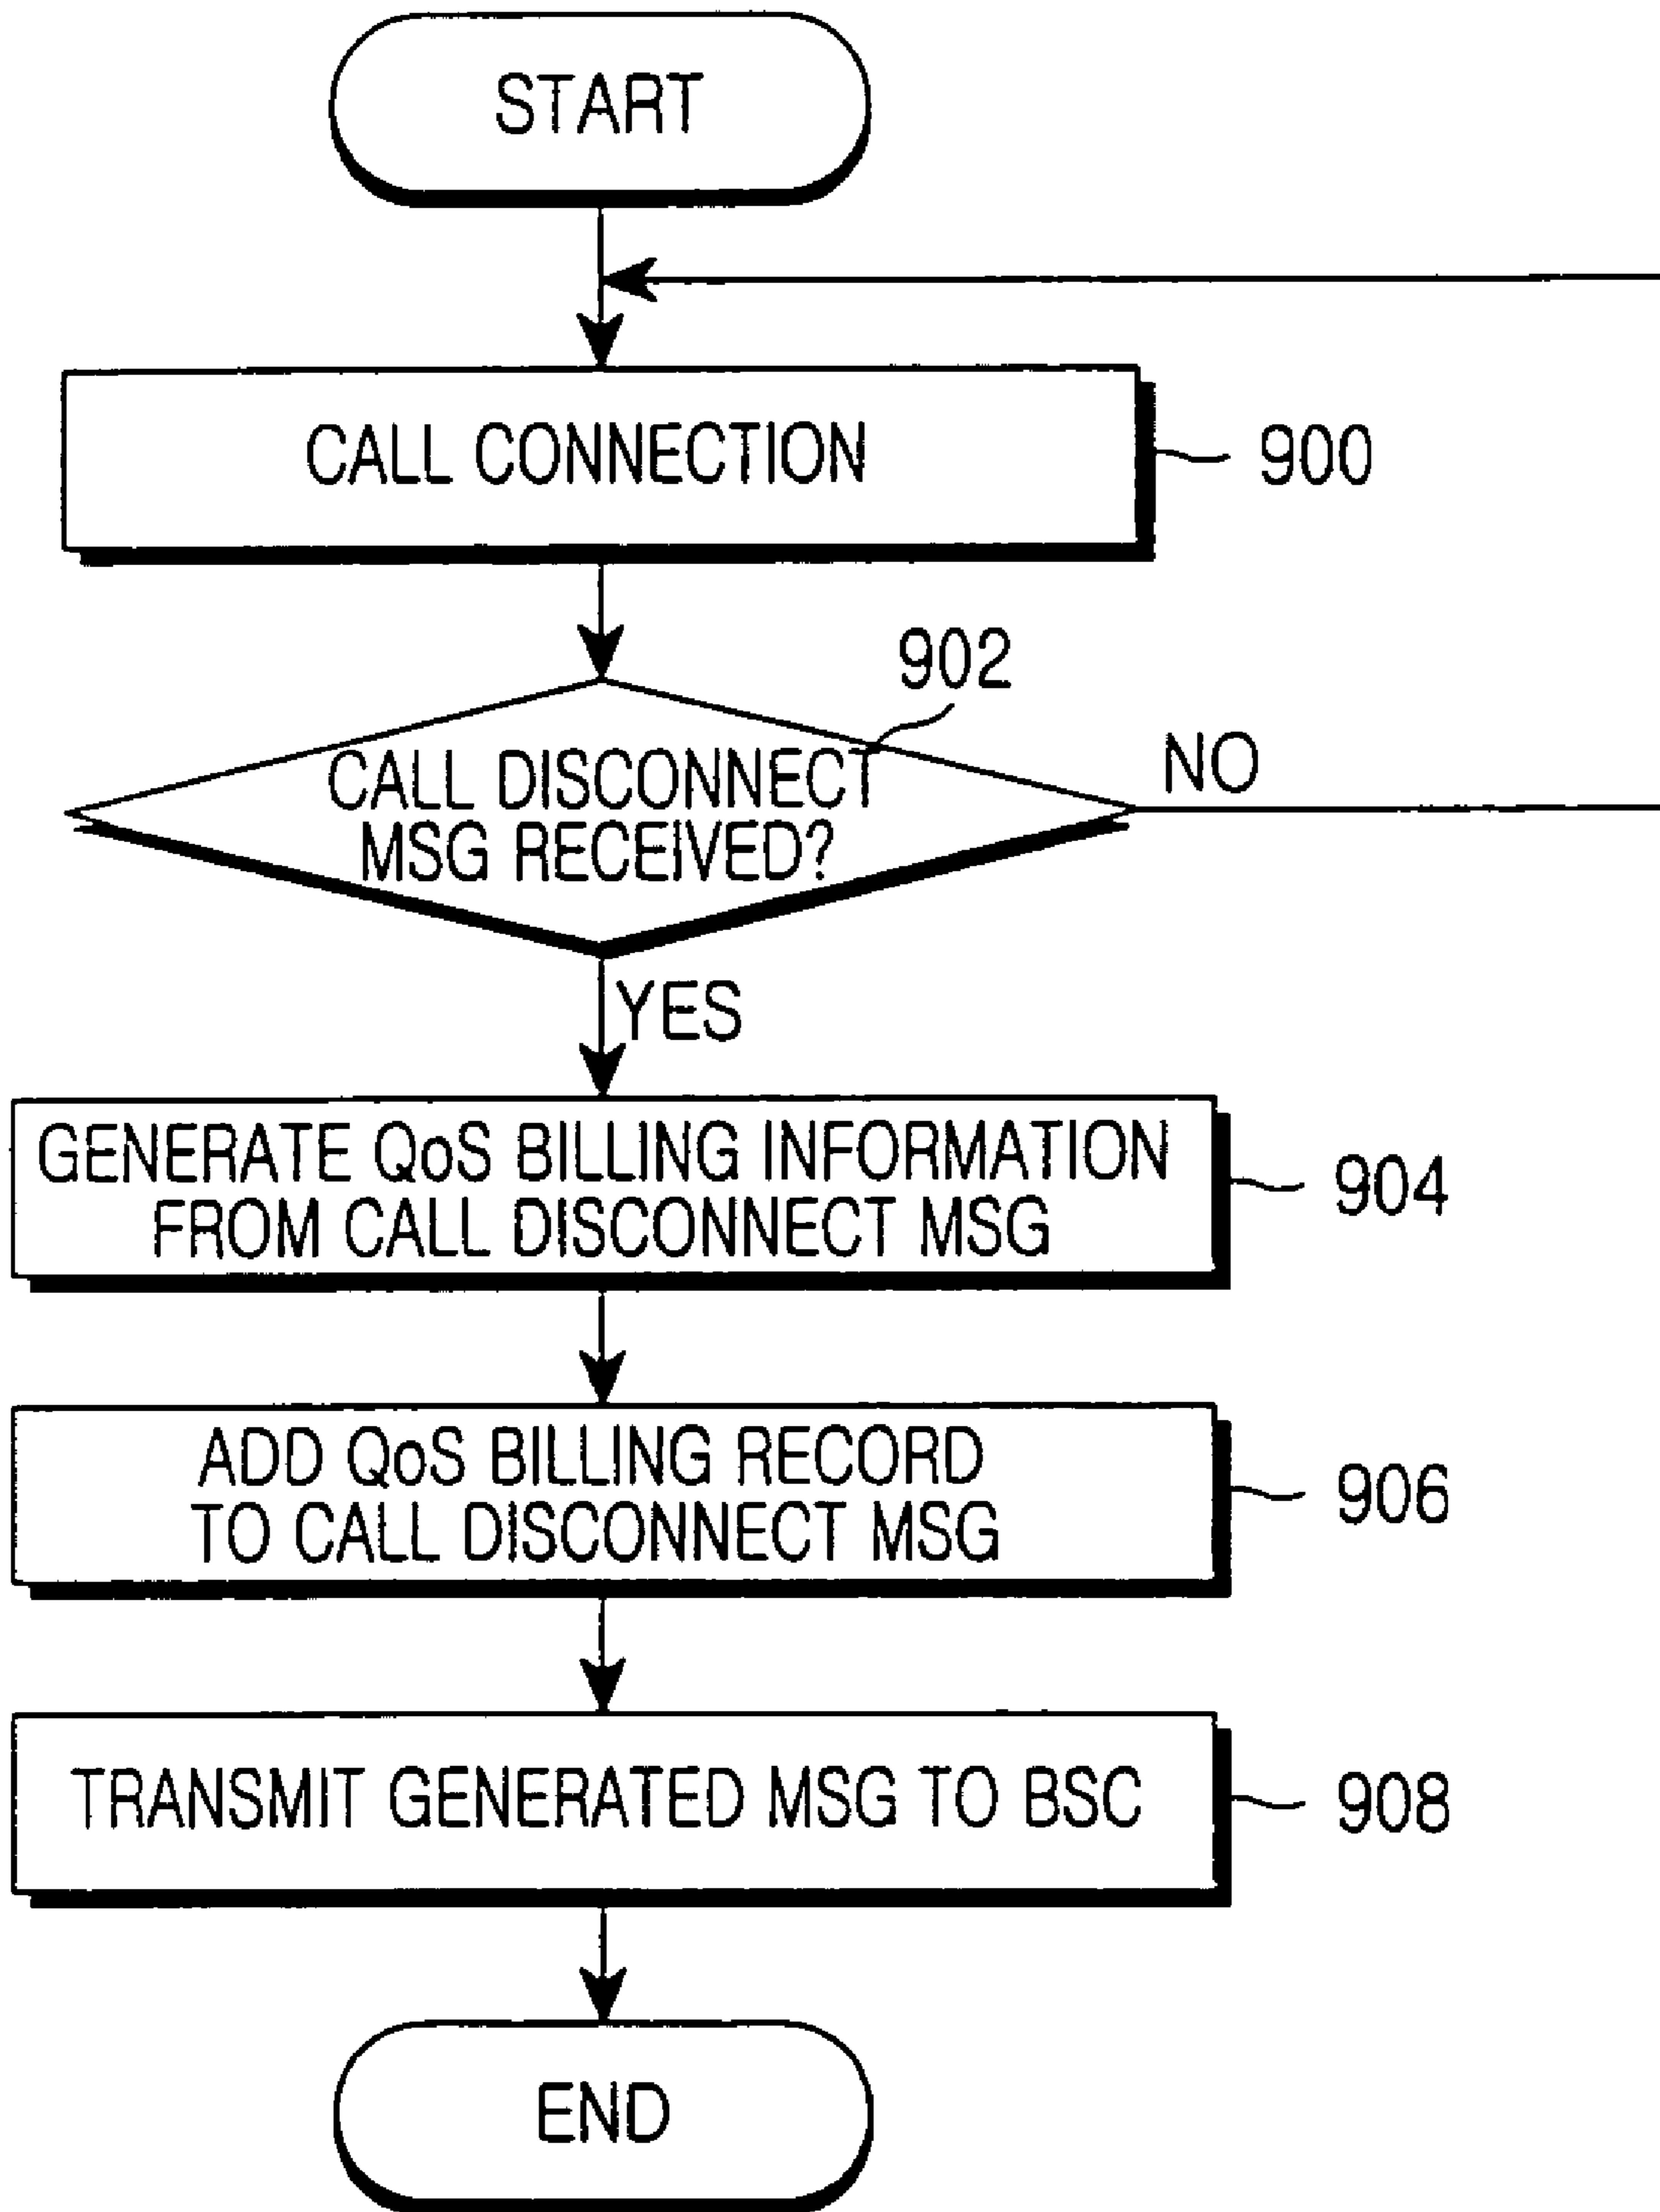 START
CALL CONNECTION
900
902
CALL DISCONNECT
MSG RECEIVED?
NO
YES
GENERATE QoS BILLING INFORMATION
FROM CALL DISCONNECT MSG
904
ADD QoS BILLING RECORD
TO CALL DISCONNECT MSG
906
TRANSMIT GENERATED MSG TO BSC
908
END